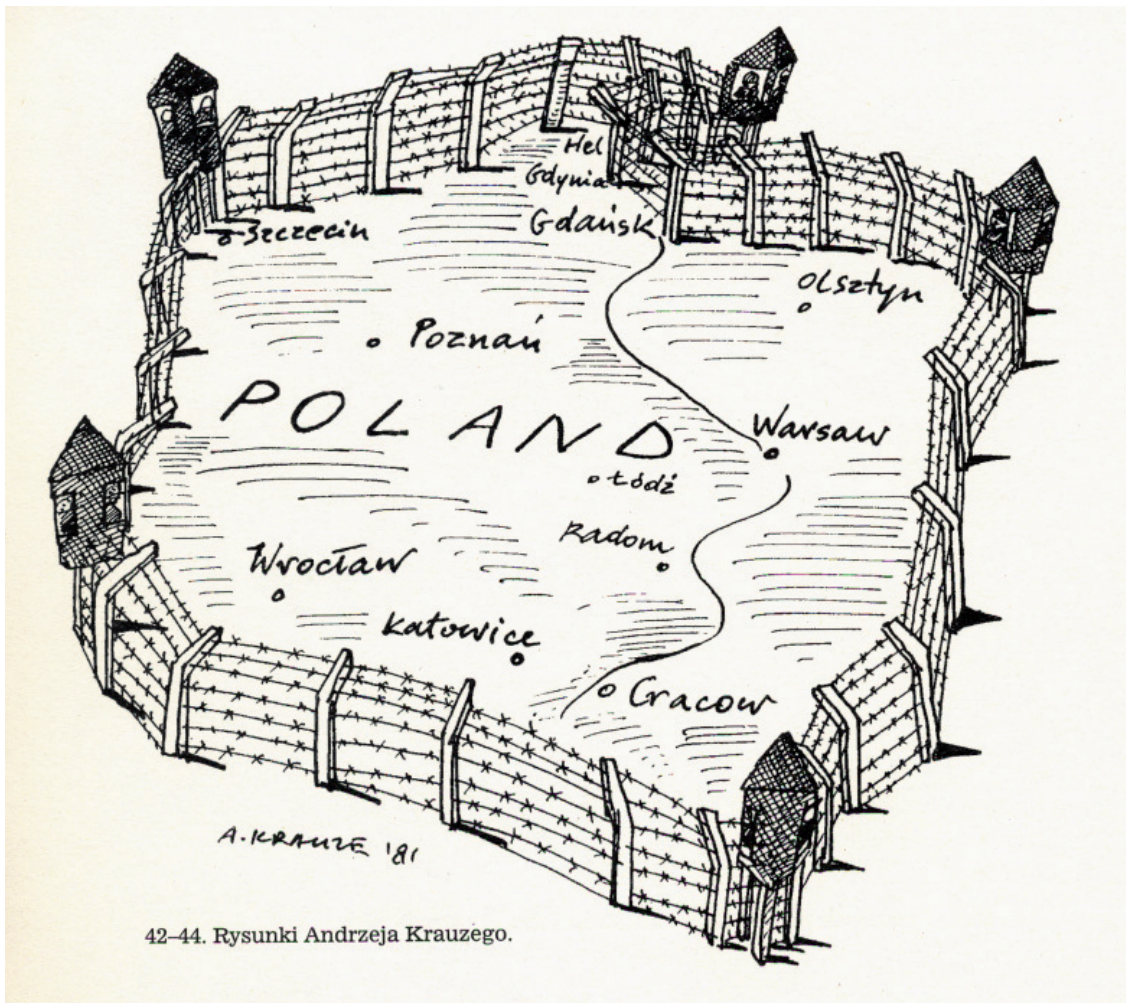 Hel
Gdynia
Gdańsk
Szczecin
Olsztyn
Poznań
POLAND
Warsaw
Łódź
Radom
Wrocław
Katowice
Cracow
A. KRAUZE '81
42–44. Rysunki Andrzeja Krauzego.